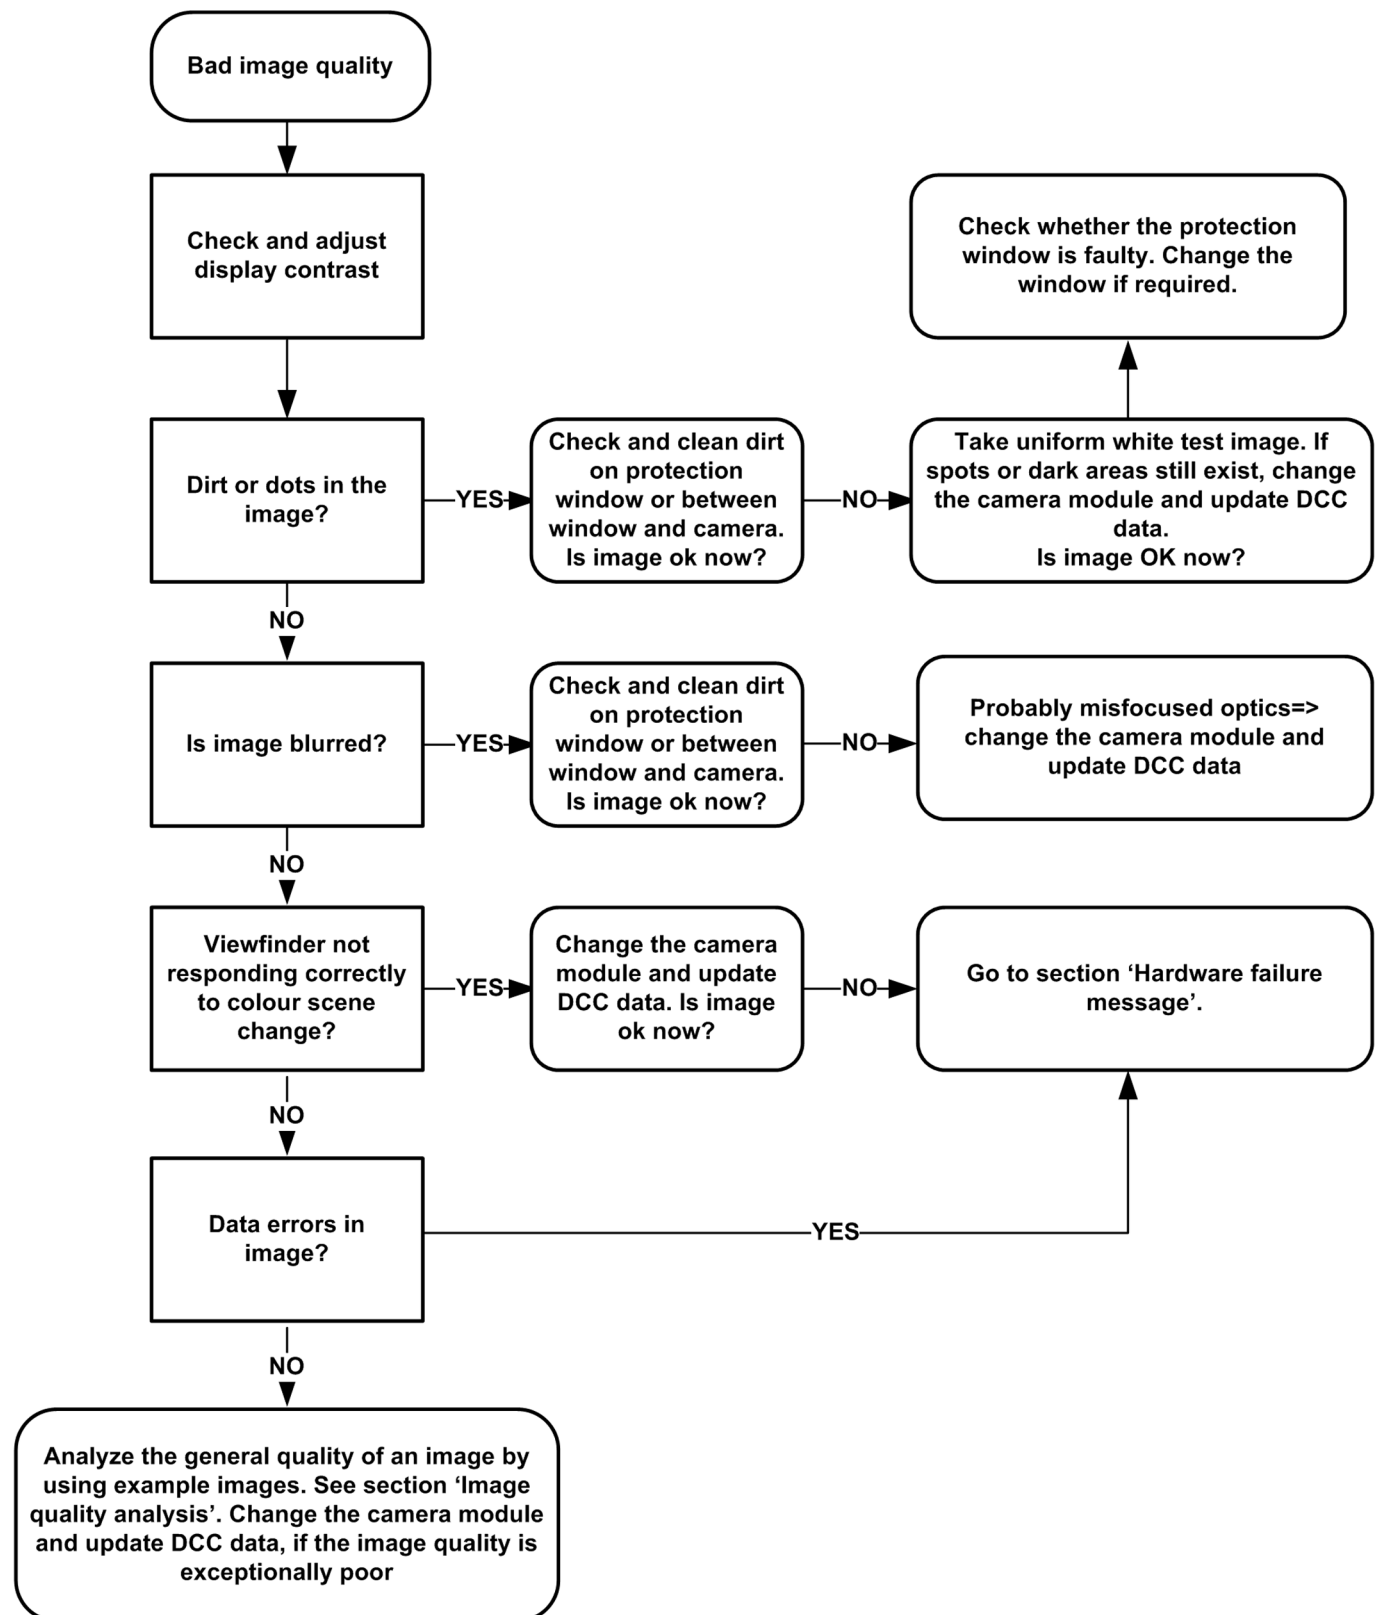 Bad image quality
Check and adjust
display contrast
Check whether the protection
window is faulty. Change the
window if required.
Dirt or dots in the
image?
YES
Check and clean dirt
on protection
window or between
window and camera.
Is image ok now?
NO
Take uniform white test image. If
spots or dark areas still exist, change
the camera module and update DCC
data.
Is image OK now?
NO
Is image blurred?
YES
Check and clean dirt
on protection
window or between
window and camera.
Is image ok now?
NO
Probably misfocused optics=>
change the camera module and
update DCC data
NO
Viewfinder not
responding correctly
to colour scene
change?
YES
Change the camera
module and update
DCC data. Is image
ok now?
NO
Go to section ‘Hardware failure
message’.
NO
Data errors in
image?
YES
NO
Analyze the general quality of an image by
using example images. See section ‘Image
quality analysis’. Change the camera module
and update DCC data, if the image quality is
exceptionally poor